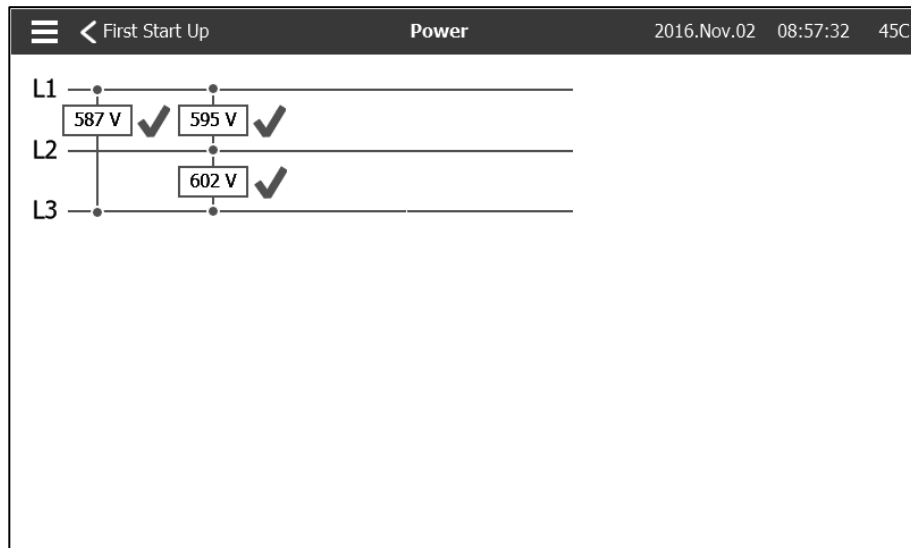 First Start Up Power 2016.Nov.02 08:57:32 45C
L1
587 V 595 V
L2
602 V
L3